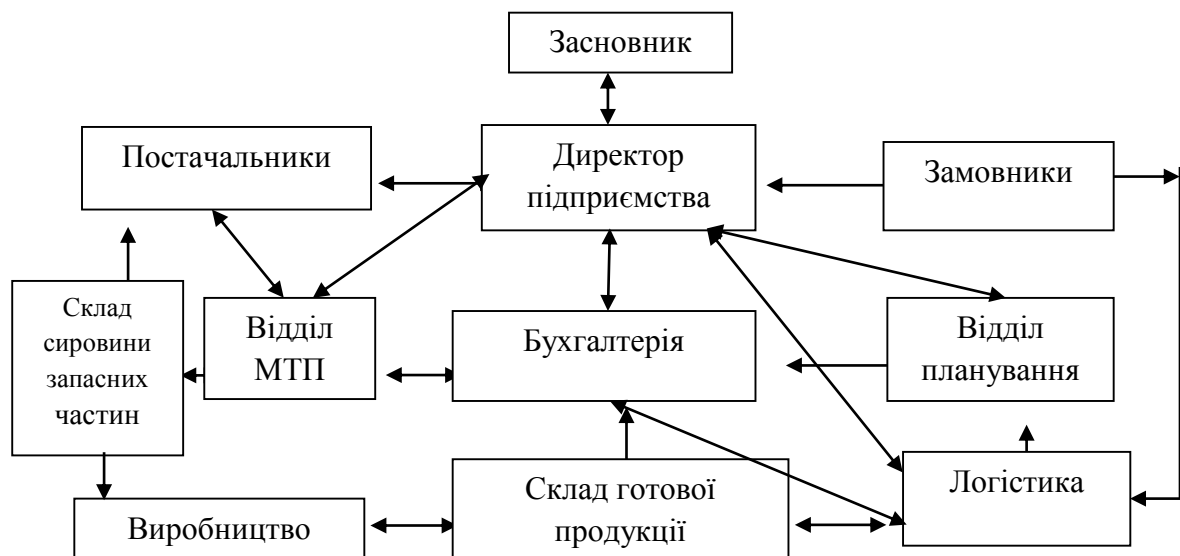 Засновник
Постачальники
Директор
підприємства
Замовники
Склад
сировини
запасних
частин
Відділ
МТП
Бухгалтерія
Відділ
планування
Виробництво
Склад готової
продукції
Логістика